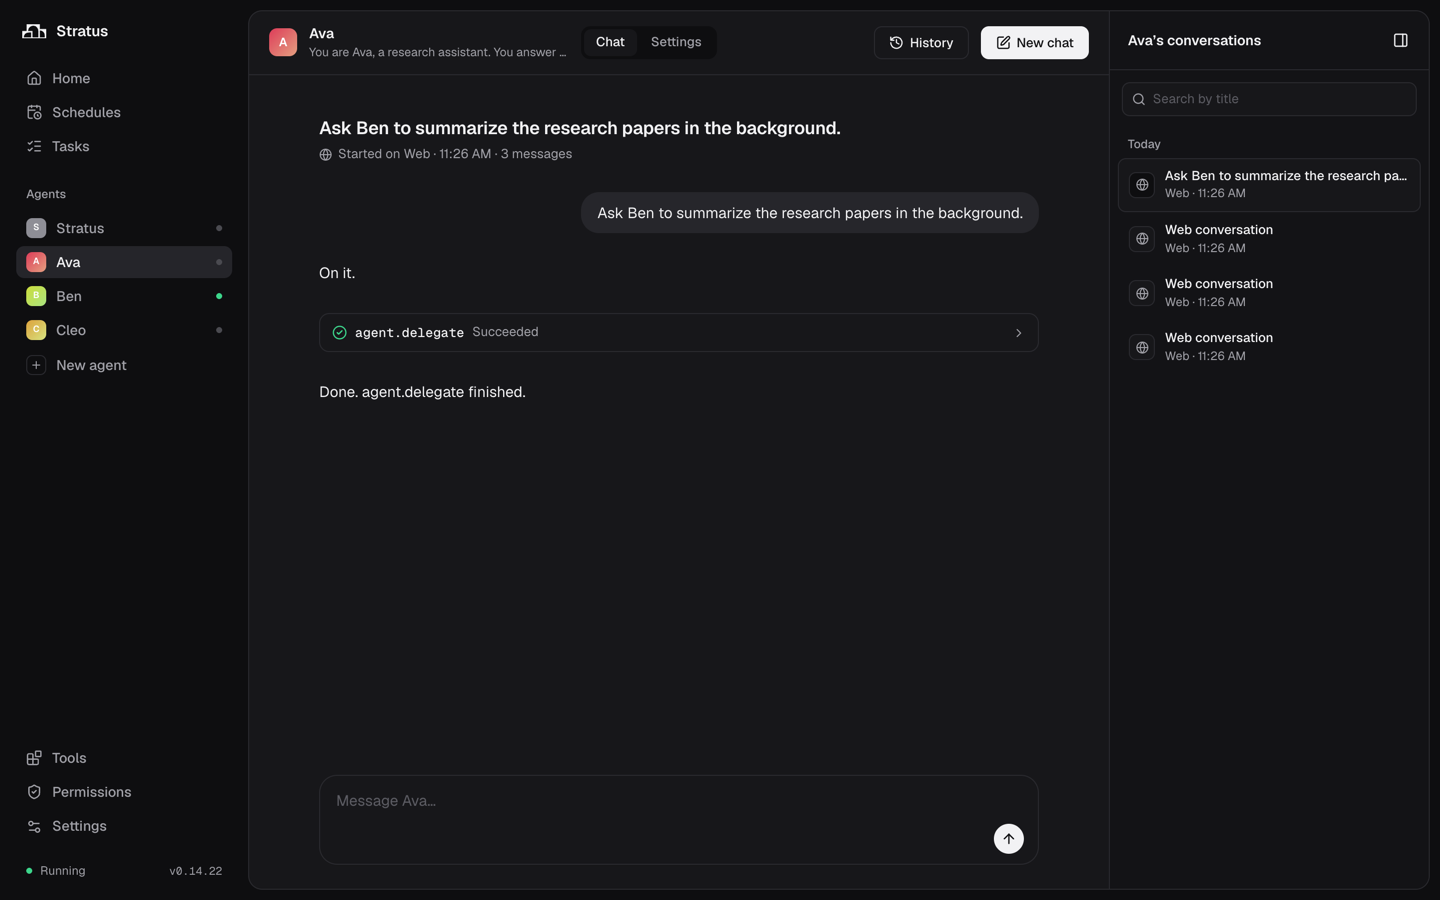 Stratus
Home
Schedules
Tasks
Agents
S Stratus
A Ava
B Ben
C Cleo
New agent
Tools
Permissions
Settings
Running v0.14.22
A Ava
You are Ava, a research assistant. You answer …
Chat Settings
History
New chat
Ask Ben to summarize the research papers in the background.
Started on Web · 11:26 AM · 3 messages
Ask Ben to summarize the research papers in the background.
On it.
agent.delegate Succeeded
Done. agent.delegate finished.
Message Ava...
Ava's conversations
Search by title
Today
Ask Ben to summarize the research pa...
Web · 11:26 AM
Web conversation
Web · 11:26 AM
Web conversation
Web · 11:26 AM
Web conversation
Web · 11:26 AM